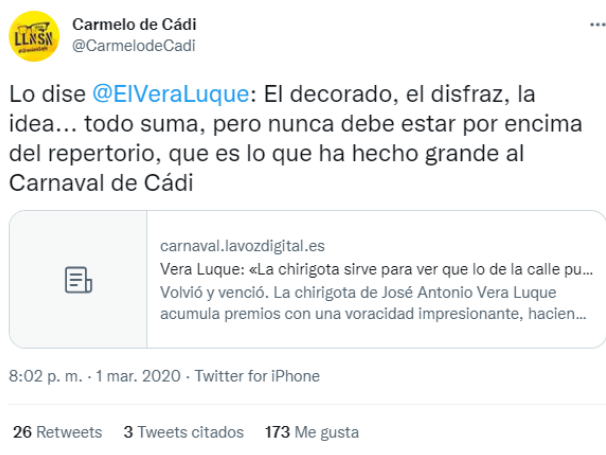 LLNSN
Carmelo de Cádi
@CarmelodeCadi
Lo dise @ElVeraLuque: El decorado, el disfraz, la
idea... todo suma, pero nunca debe estar por encima
del repertorio, que es lo que ha hecho grande al
Carnaval de Cádi
carnaval.lavozdigital.es
Vera Luque: «La chirigota sirve para ver que lo de la calle pu...
Volvió y venció. La chirigota de José Antonio Vera Luque
acumula premios con una voracidad impresionante, hacien...
8:02 p. m. · 1 mar. 2020 · Twitter for iPhone
26 Retweets 3 Tweets citados 173 Me gusta